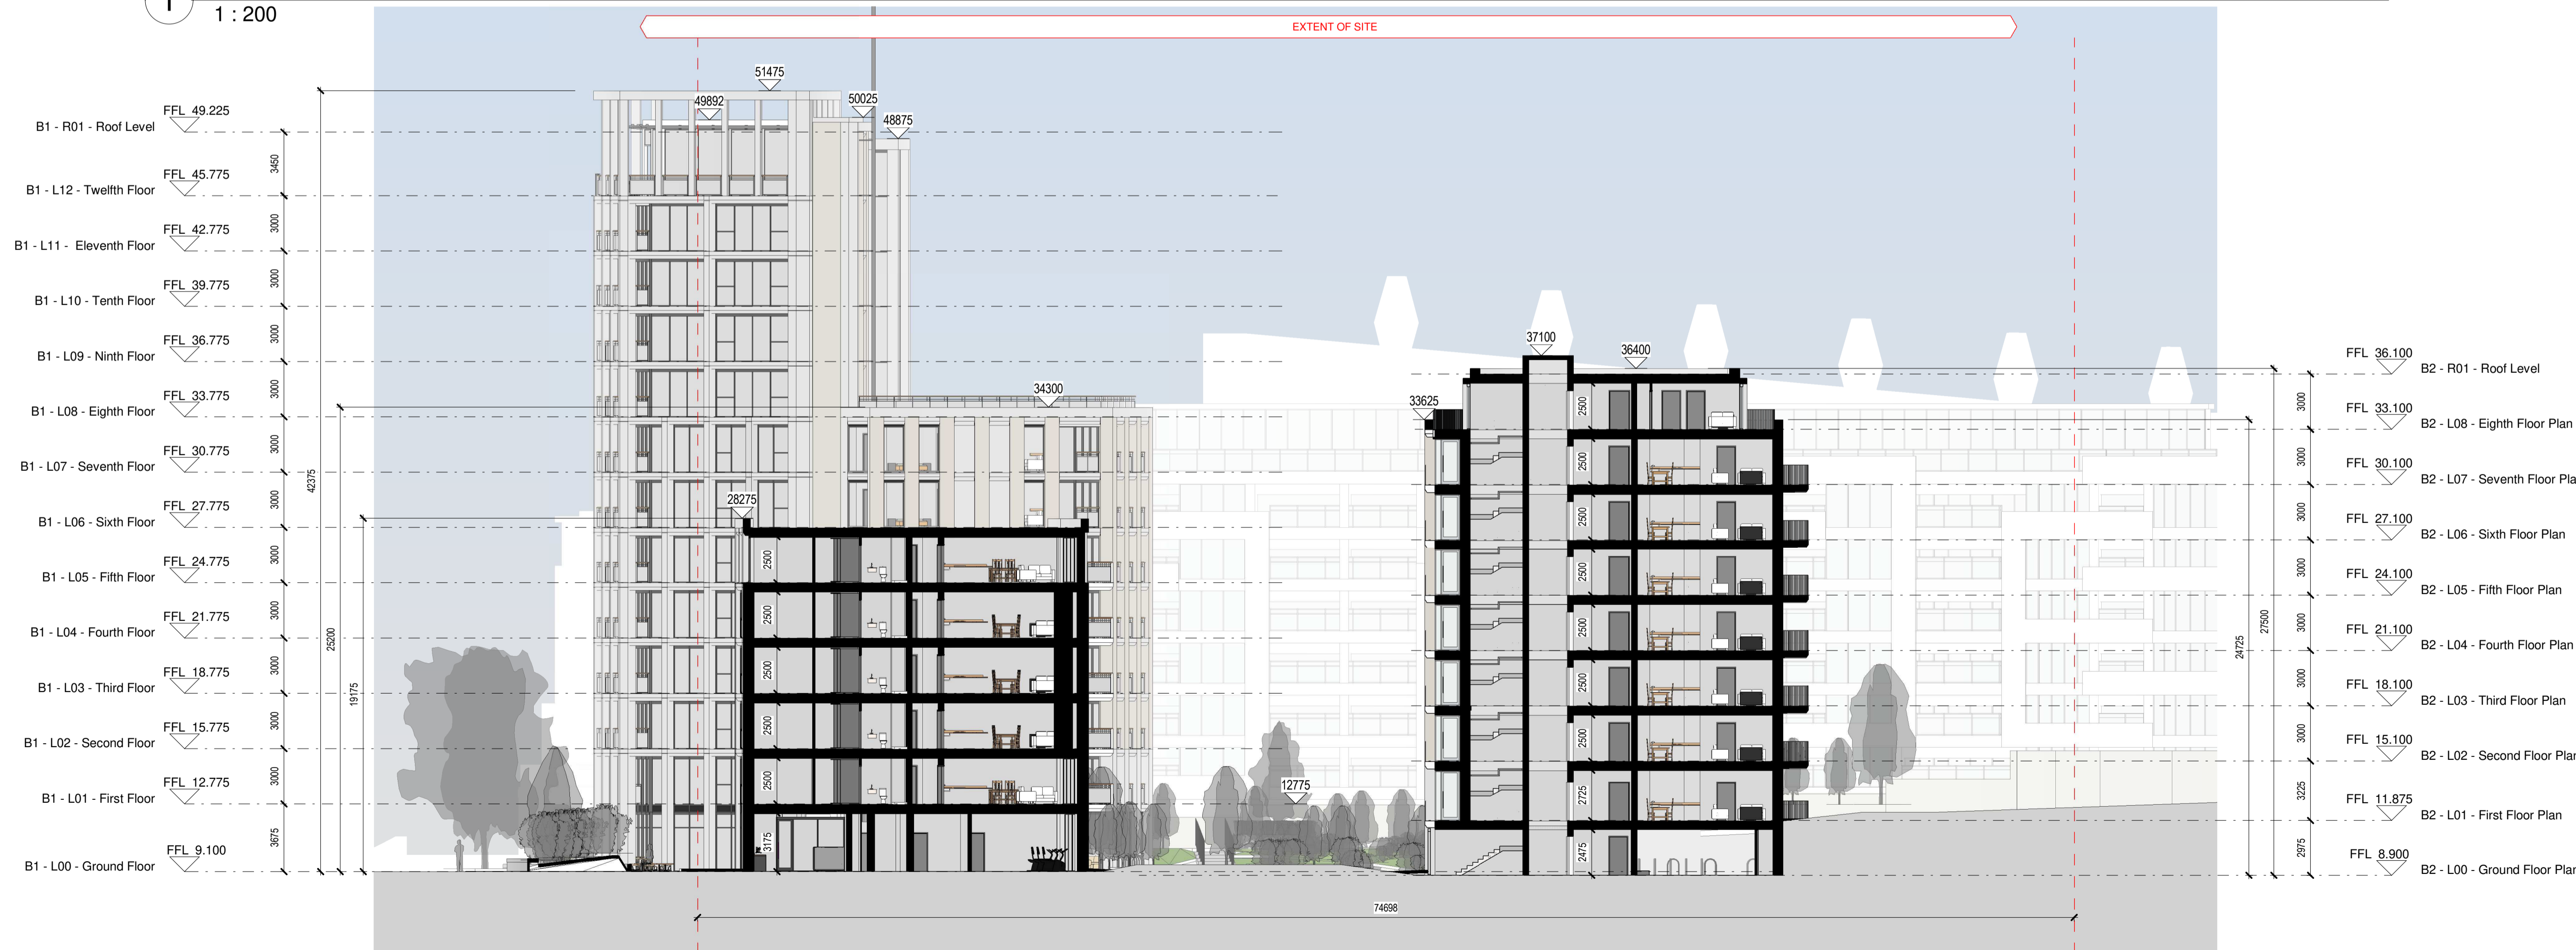 1
1 : 200
EXTENT OF SITE
51475
49892
50025
48875
34300
28275
12775
37100
36400
33625
FFL 49.225
B1 - R01 - Roof Level
3450
FFL 45.775
B1 - L12 - Twelfth Floor
3000
FFL 42.775
B1 - L11 - Eleventh Floor
3000
FFL 39.775
B1 - L10 - Tenth Floor
3000
FFL 36.775
B1 - L09 - Ninth Floor
3000
FFL 33.775
B1 - L08 - Eighth Floor
3000
FFL 30.775
B1 - L07 - Seventh Floor
3000
FFL 27.775
B1 - L06 - Sixth Floor
3000
FFL 24.775
B1 - L05 - Fifth Floor
3000
FFL 21.775
B1 - L04 - Fourth Floor
3000
FFL 18.775
B1 - L03 - Third Floor
3000
FFL 15.775
B1 - L02 - Second Floor
3000
FFL 12.775
B1 - L01 - First Floor
3675
FFL 9.100
B1 - L00 - Ground Floor
42375
25200
19175
2500
2500
2500
2500
2500
3175
2500
2500
2500
2500
2500
2500
2500
2725
2475
74698
24725
27500
FFL 36.100
B2 - R01 - Roof Level
3000
FFL 33.100
B2 - L08 - Eighth Floor Plan
3000
FFL 30.100
B2 - L07 - Seventh Floor Pla
3000
FFL 27.100
B2 - L06 - Sixth Floor Plan
3000
FFL 24.100
B2 - L05 - Fifth Floor Plan
3000
FFL 21.100
B2 - L04 - Fourth Floor Plan
3000
FFL 18.100
B2 - L03 - Third Floor Plan
3000
FFL 15.100
B2 - L02 - Second Floor Plan
3225
FFL 11.875
B2 - L01 - First Floor Plan
2975
FFL 8.900
B2 - L00 - Ground Floor Plan